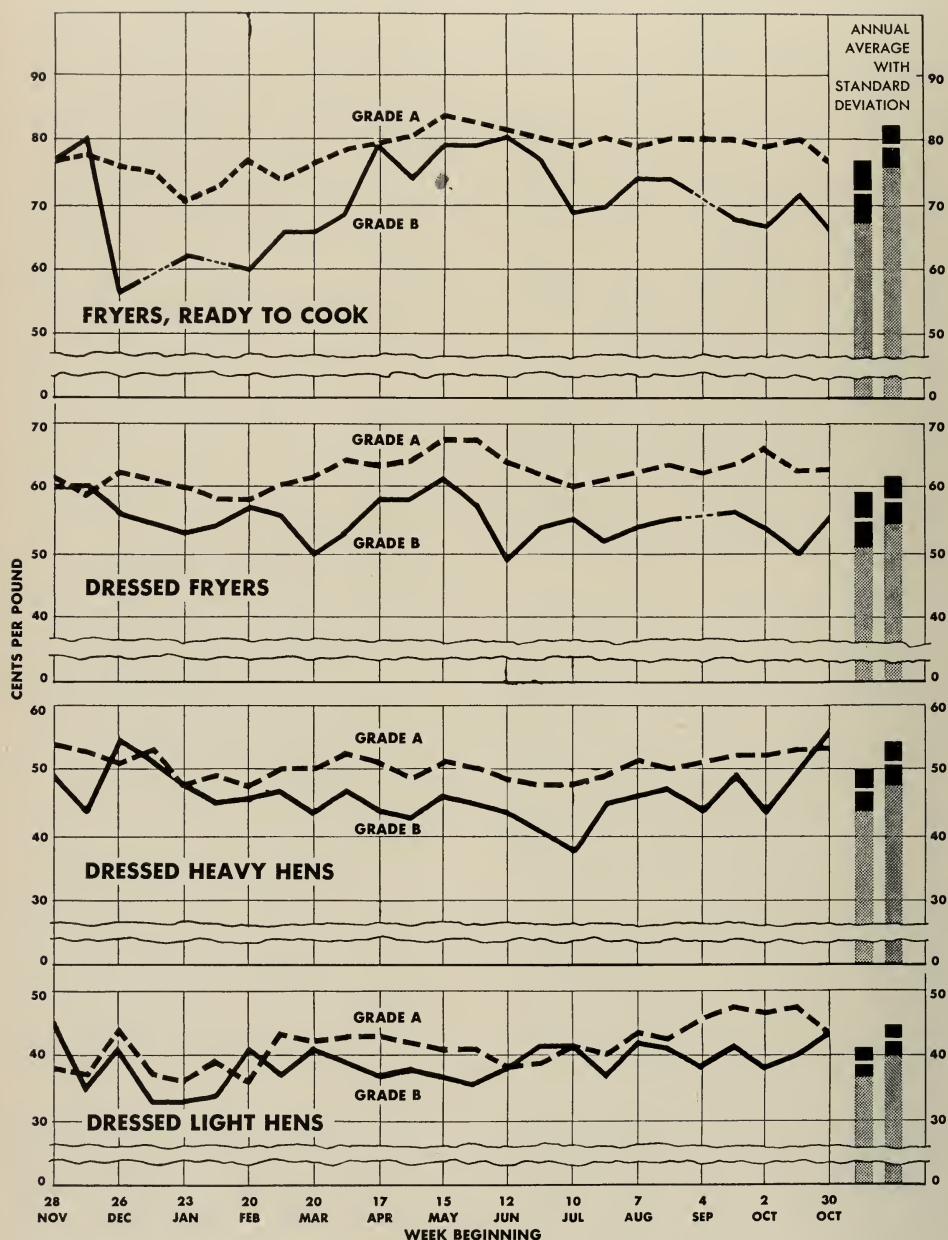 ANNUAL
AVERAGE
WITH
STANDARD
DEVIATION
90 90
GRADE A
80 80
70 70
GRADE B
60 60
FRYERS, READY TO COOK
50 50
0 0
70 70
GRADE A
60 60
GRADE B
50 50
DRESSED FRYERS
40 40
0 0
CENTS PER POUND
60 60
GRADE A
50 50
40 40
GRADE B
DRESSED HEAVY HENS
30 30
0 0
50 50
GRADE A
40 40
GRADE B
30 DRESSED LIGHT HENS 30
0 0
28 26 23 20 20 17 15 12 10 7 4 2 30
NOV DEC JAN FEB MAR APR MAY JUN JUL AUG SEP OCT OCT
WEEK BEGINNING